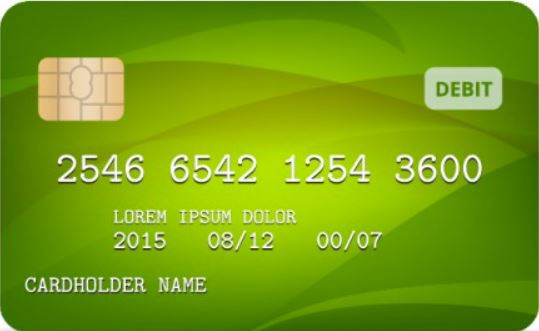 DEBIT
2546 6542 1254 3600
LOREM IPSUM DOLOR
2015 08/12 00/07
CARDHOLDER NAME